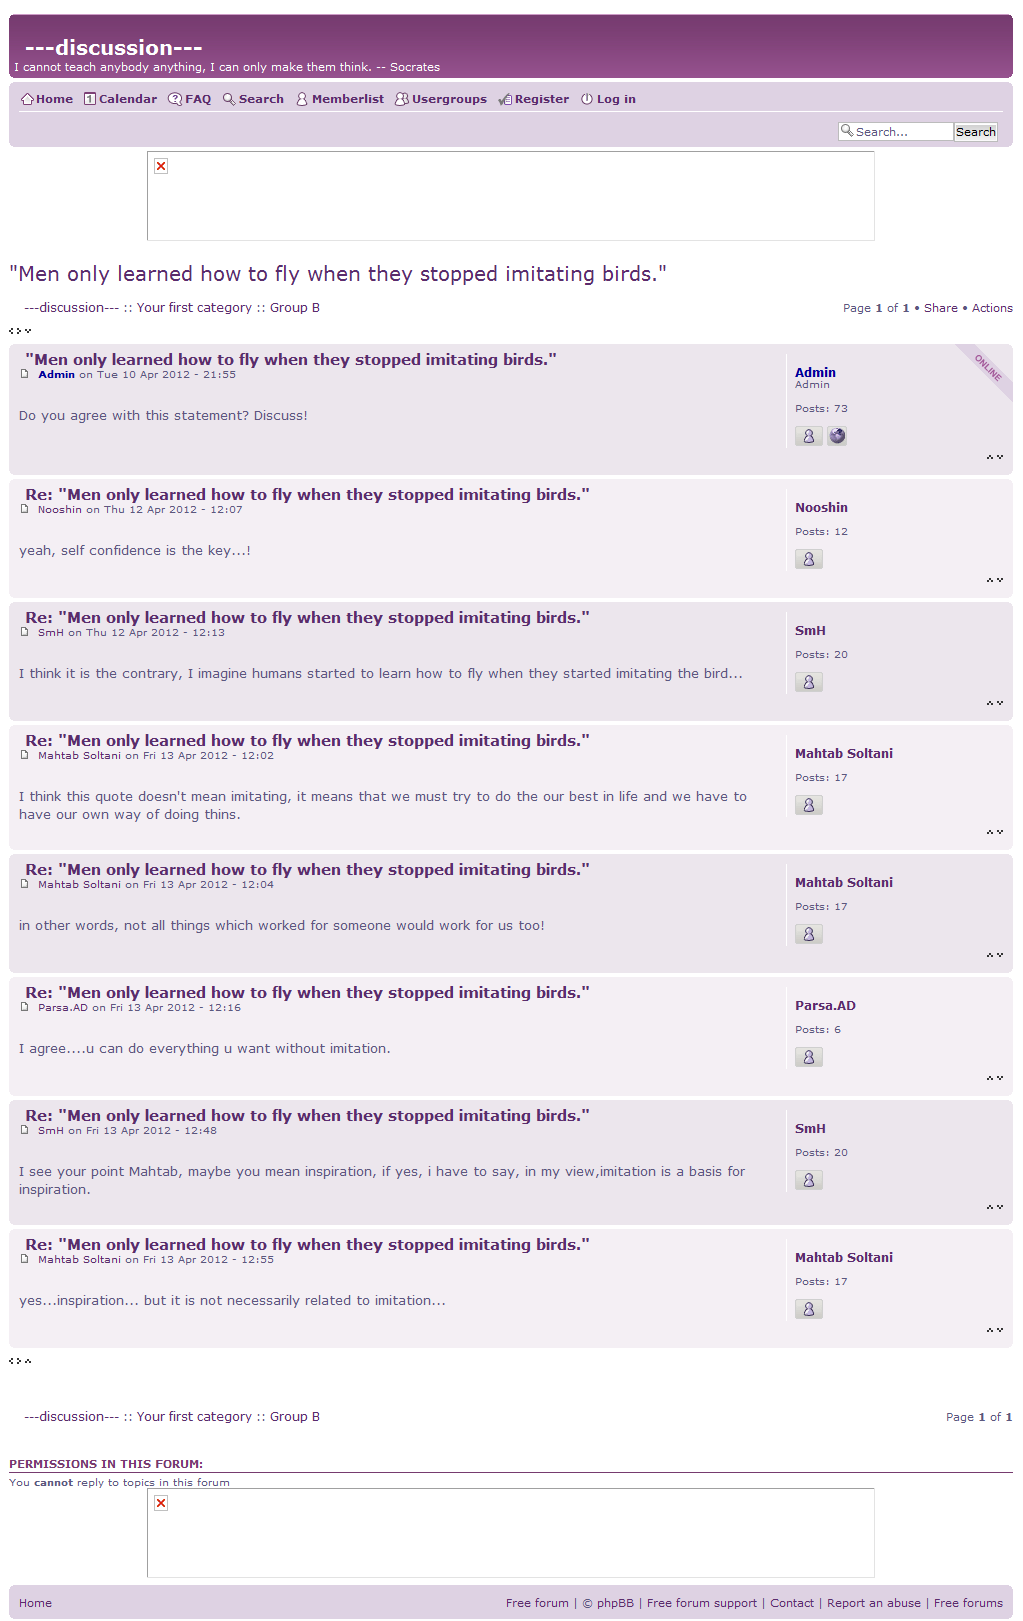 ---discussion---
I cannot teach anybody anything, I can only make them think. -- Socrates
Home Calendar FAQ Search Memberlist Usergroups Register Log in
Search... Search
"Men only learned how to fly when they stopped imitating birds."
---discussion--- :: Your first category :: Group B Page 1 of 1 • Share • Actions
"Men only learned how to fly when they stopped imitating birds."
Admin on Tue 10 Apr 2012 - 21:55
Do you agree with this statement? Discuss!
ONLINE
Admin
Admin
Posts: 73
Re: "Men only learned how to fly when they stopped imitating birds."
Nooshin on Thu 12 Apr 2012 - 12:07
yeah, self confidence is the key...!
Nooshin
Posts: 12
Re: "Men only learned how to fly when they stopped imitating birds."
SmH on Thu 12 Apr 2012 - 12:13
I think it is the contrary, I imagine humans started to learn how to fly when they started imitating the bird...
SmH
Posts: 20
Re: "Men only learned how to fly when they stopped imitating birds."
Mahtab Soltani on Fri 13 Apr 2012 - 12:02
I think this quote doesn't mean imitating, it means that we must try to do the our best in life and we have to
have our own way of doing thins.
Mahtab Soltani
Posts: 17
Re: "Men only learned how to fly when they stopped imitating birds."
Mahtab Soltani on Fri 13 Apr 2012 - 12:04
in other words, not all things which worked for someone would work for us too!
Mahtab Soltani
Posts: 17
Re: "Men only learned how to fly when they stopped imitating birds."
Parsa.AD on Fri 13 Apr 2012 - 12:16
I agree....u can do everything u want without imitation.
Parsa.AD
Posts: 6
Re: "Men only learned how to fly when they stopped imitating birds."
SmH on Fri 13 Apr 2012 - 12:48
I see your point Mahtab, maybe you mean inspiration, if yes, i have to say, in my view,imitation is a basis for
inspiration.
SmH
Posts: 20
Re: "Men only learned how to fly when they stopped imitating birds."
Mahtab Soltani on Fri 13 Apr 2012 - 12:55
yes...inspiration... but it is not necessarily related to imitation...
Mahtab Soltani
Posts: 17
---discussion--- :: Your first category :: Group B Page 1 of 1
PERMISSIONS IN THIS FORUM:
You cannot reply to topics in this forum
Home Free forum | © phpBB | Free forum support | Contact | Report an abuse | Free forums